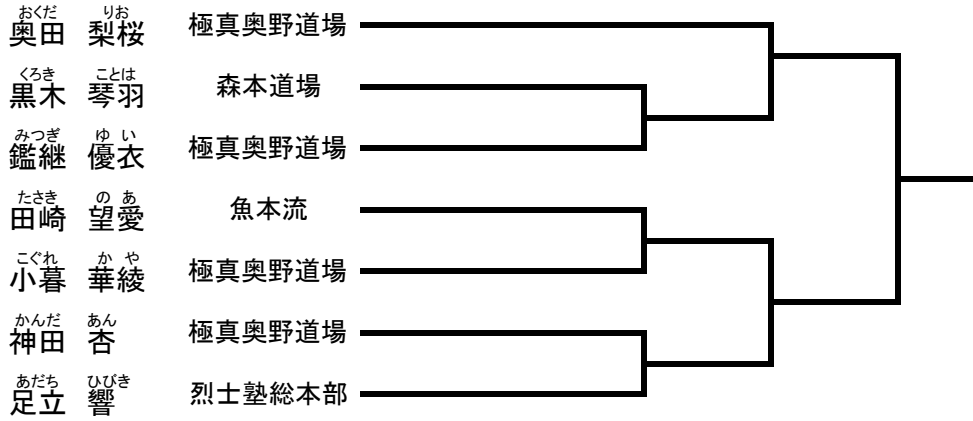 おくだ りお
奥田 梨桜 極真奥野道場
くろき ことは
黒木 琴羽 森本道場
みつぎ ゆい
鑑継 優衣 極真奥野道場
たさき のあ
田崎 望愛 魚本流
こぐれ かや
小暮 華綾 極真奥野道場
かんだ あん
神田 杏 極真奥野道場
あだち ひびき
足立 響 烈士塾総本部